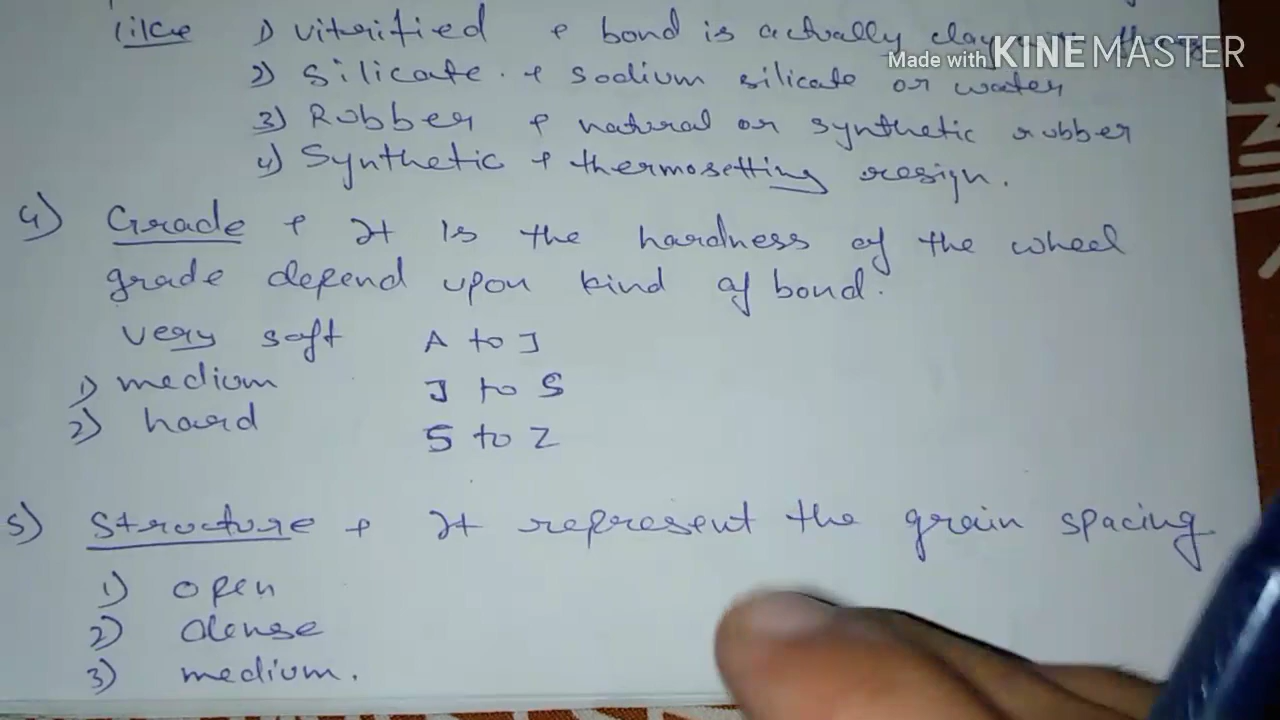 like 1) vitrified + bond is actually clay
Made with KINEMASTER
2) Silicate + sodium silicate or water
3) Rubber + natural or synthetic rubber
4) Synthetic + thermosetting resign.
4) Grade + It is the hardness of the wheel
grade depend upon kind of bond.
very soft A to J
1) medium J to S
2) hard S to Z
5) Structure + It represent the grain spacing
1) open
2) dense
3) medium.